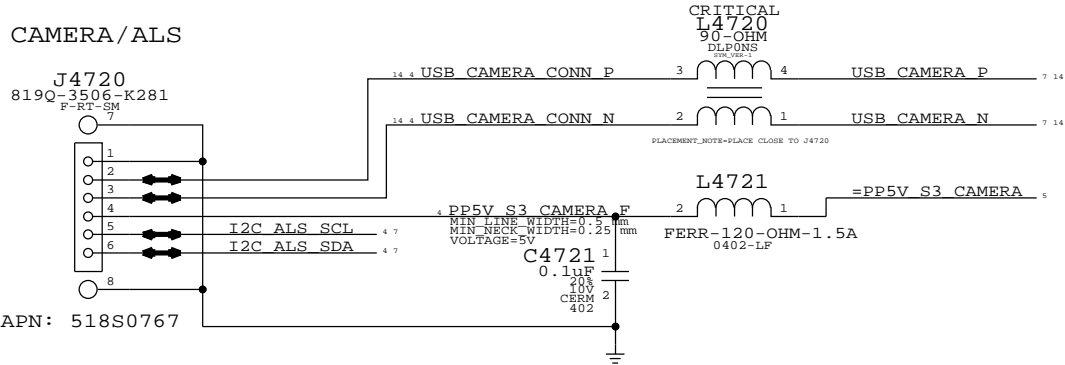 CAMERA/ALS
J4720
819Q-3506-K281
F-RT-SM
7
1
2
3
4
5
6
8
APN: 518S0767
14 4 USB_CAMERA_CONN_P
14 4 USB_CAMERA_CONN_N
4 PP5V_S3_CAMERA_F
MIN_LINE_WIDTH=0.5 mm
MIN_NECK_WIDTH=0.25 mm
VOLTAGE=5V
I2C_ALS_SCL 4 7
I2C_ALS_SDA 4 7
CRITICAL
L4720
90-OHM
DLP0NS
SYM_VER-1
3 4
2 1
USB_CAMERA_P 7 14
USB_CAMERA_N 7 14
PLACEMENT_NOTE=PLACE CLOSE TO J4720
L4721
2 1
FERR-120-OHM-1.5A
0402-LF
=PP5V_S3_CAMERA 5
C4721 1
0.1uF
20%
10V
CERM 2
402